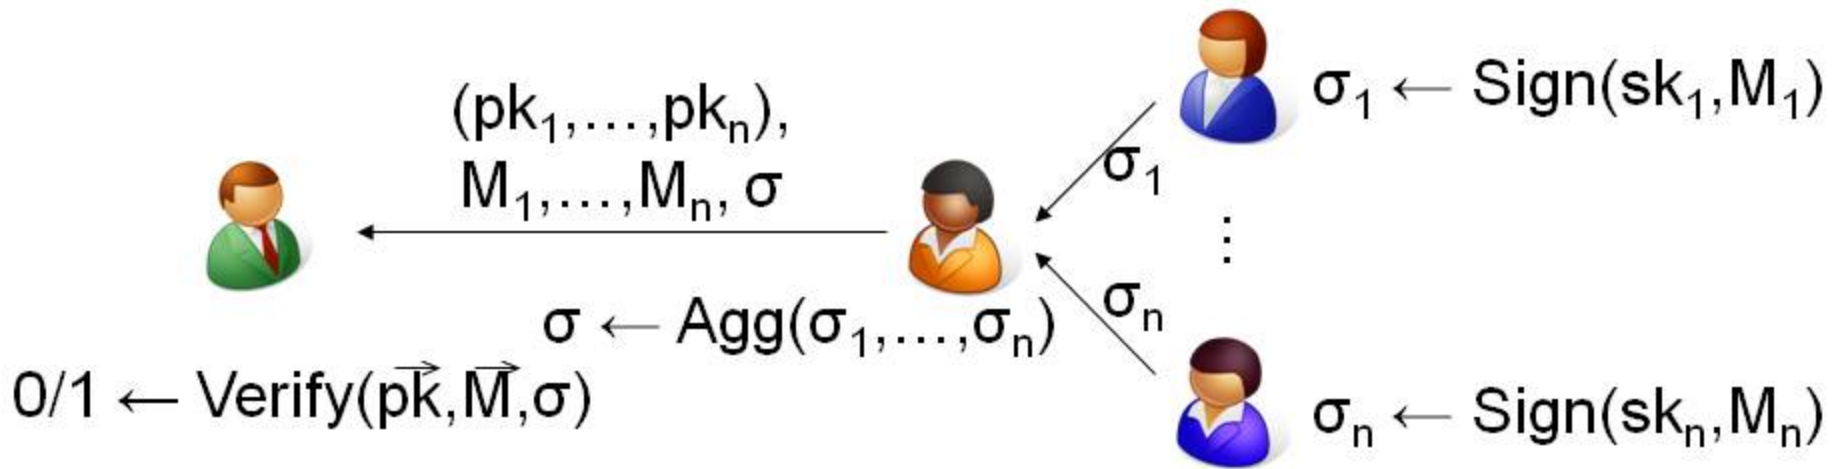 (pk₁,...,pkₙ),
M₁,...,Mₙ, σ
σ₁ ← Sign(sk₁,M₁)
σ₁
⋮
σₙ
σ ← Agg(σ₁,...,σₙ)
0/1 ← Verify(p⃗k⃗,M⃗,σ)
σₙ ← Sign(skₙ,Mₙ)